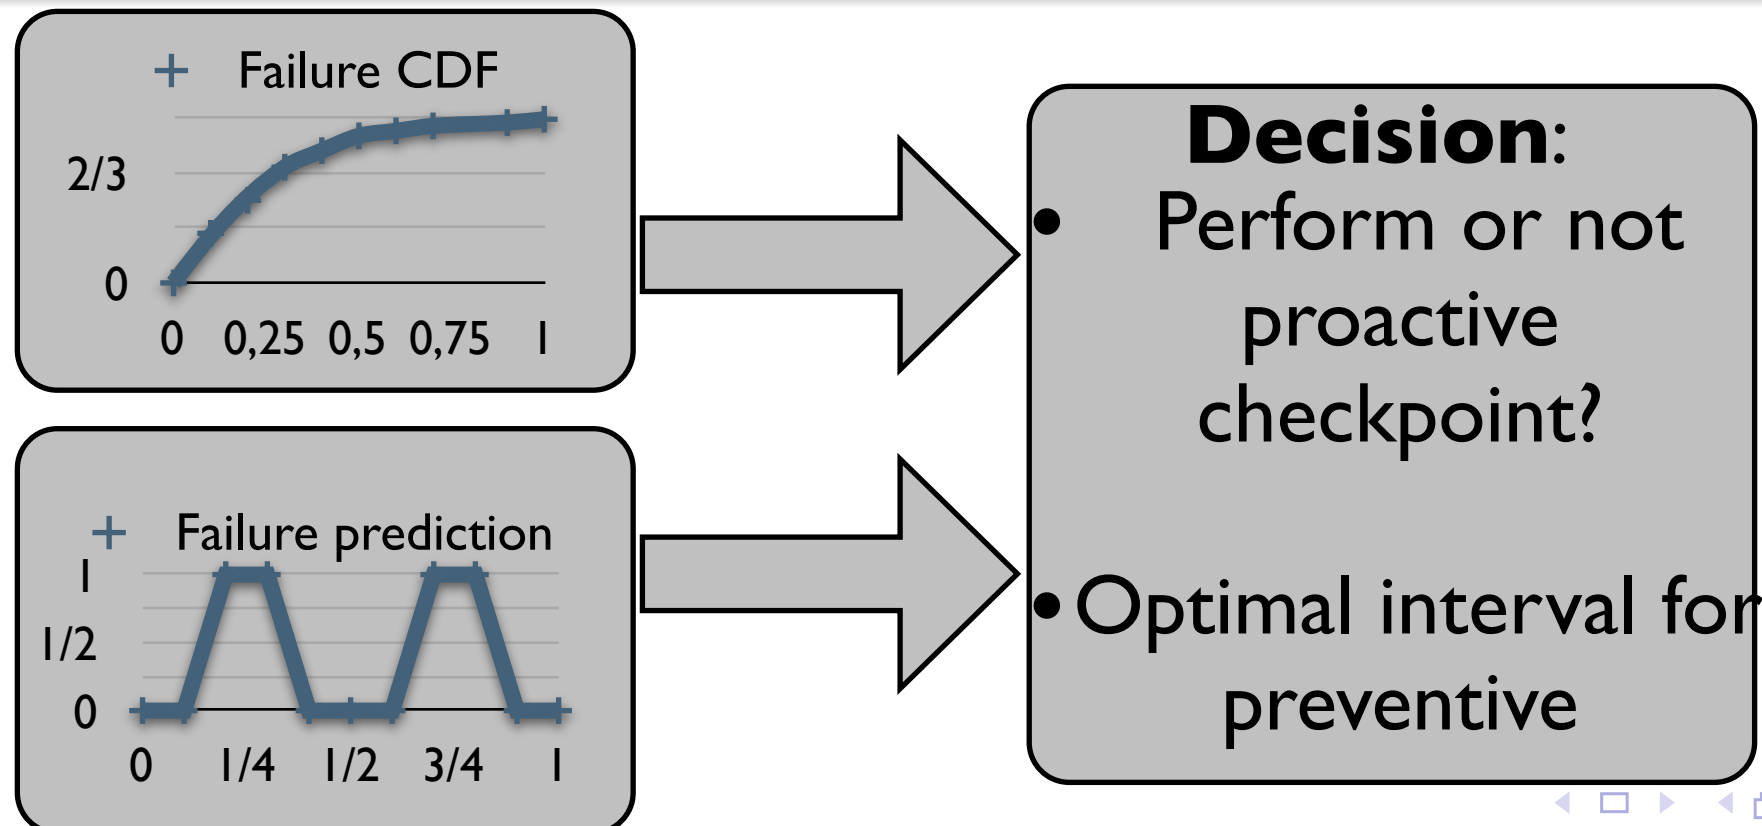 + Failure CDF
2/3
0
0 0,25 0,5 0,75 1
+ Failure prediction
1
1/2
0
0 1/4 1/2 3/4 1
Decision:
• Perform or not
proactive
checkpoint?
• Optimal interval for
preventive